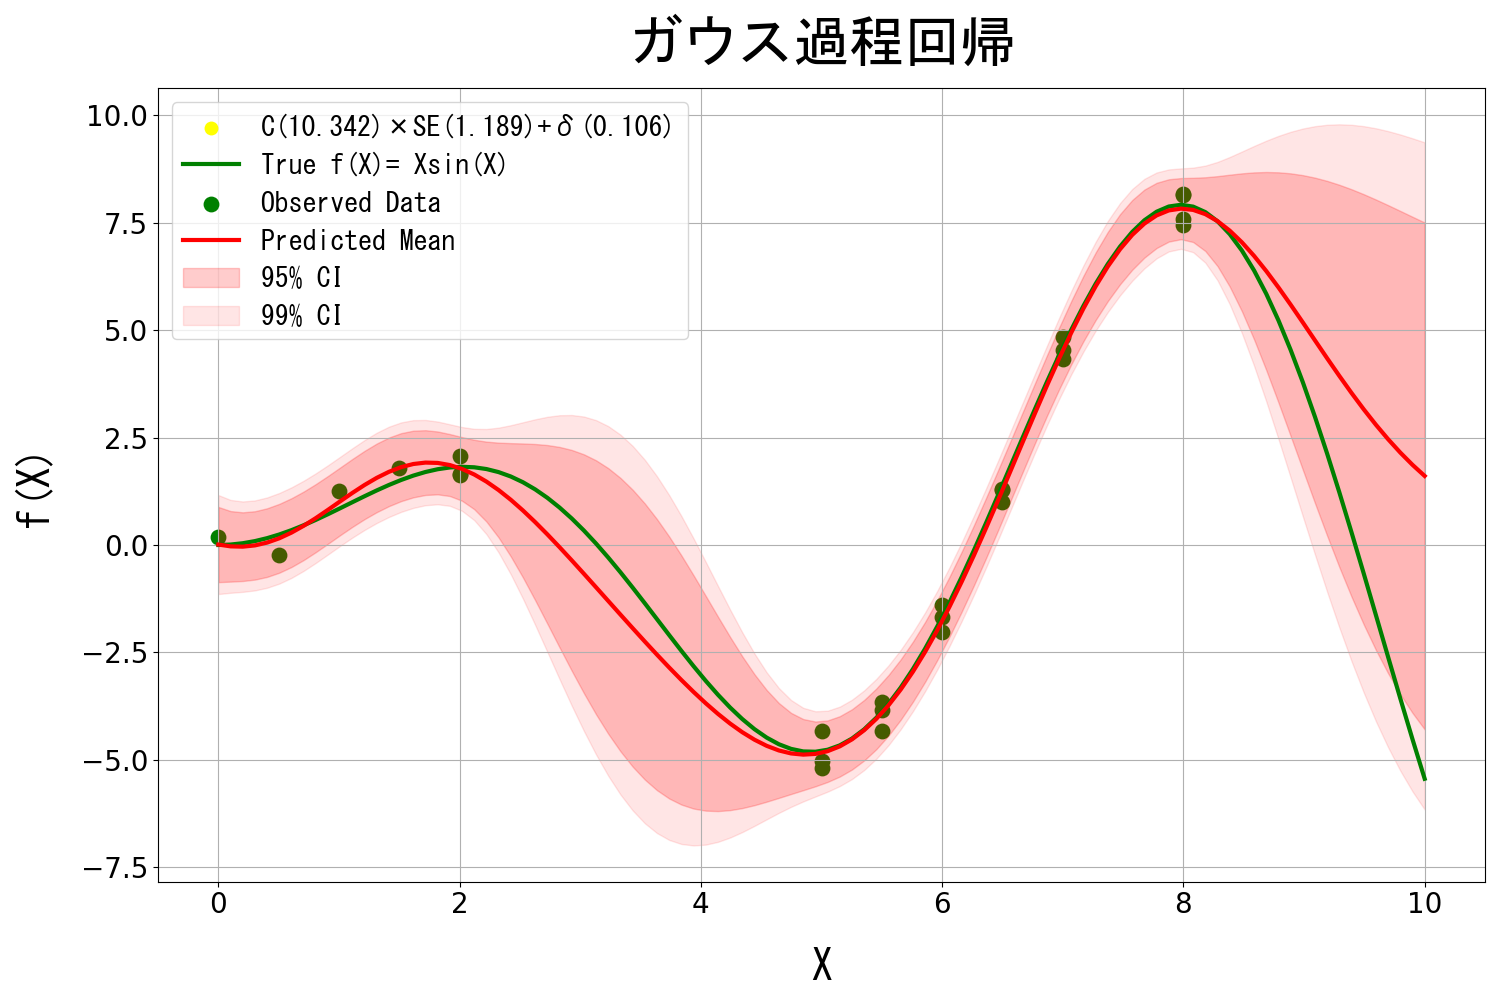 ガウス過程回帰
C(10.342)×SE(1.189)+δ(0.106)
True f(X)= Xsin(X)
Observed Data
Predicted Mean
95% CI
99% CI
10.0
7.5
5.0
2.5
0.0
−2.5
−5.0
−7.5
f(X)
0 2 4 6 8 10
X